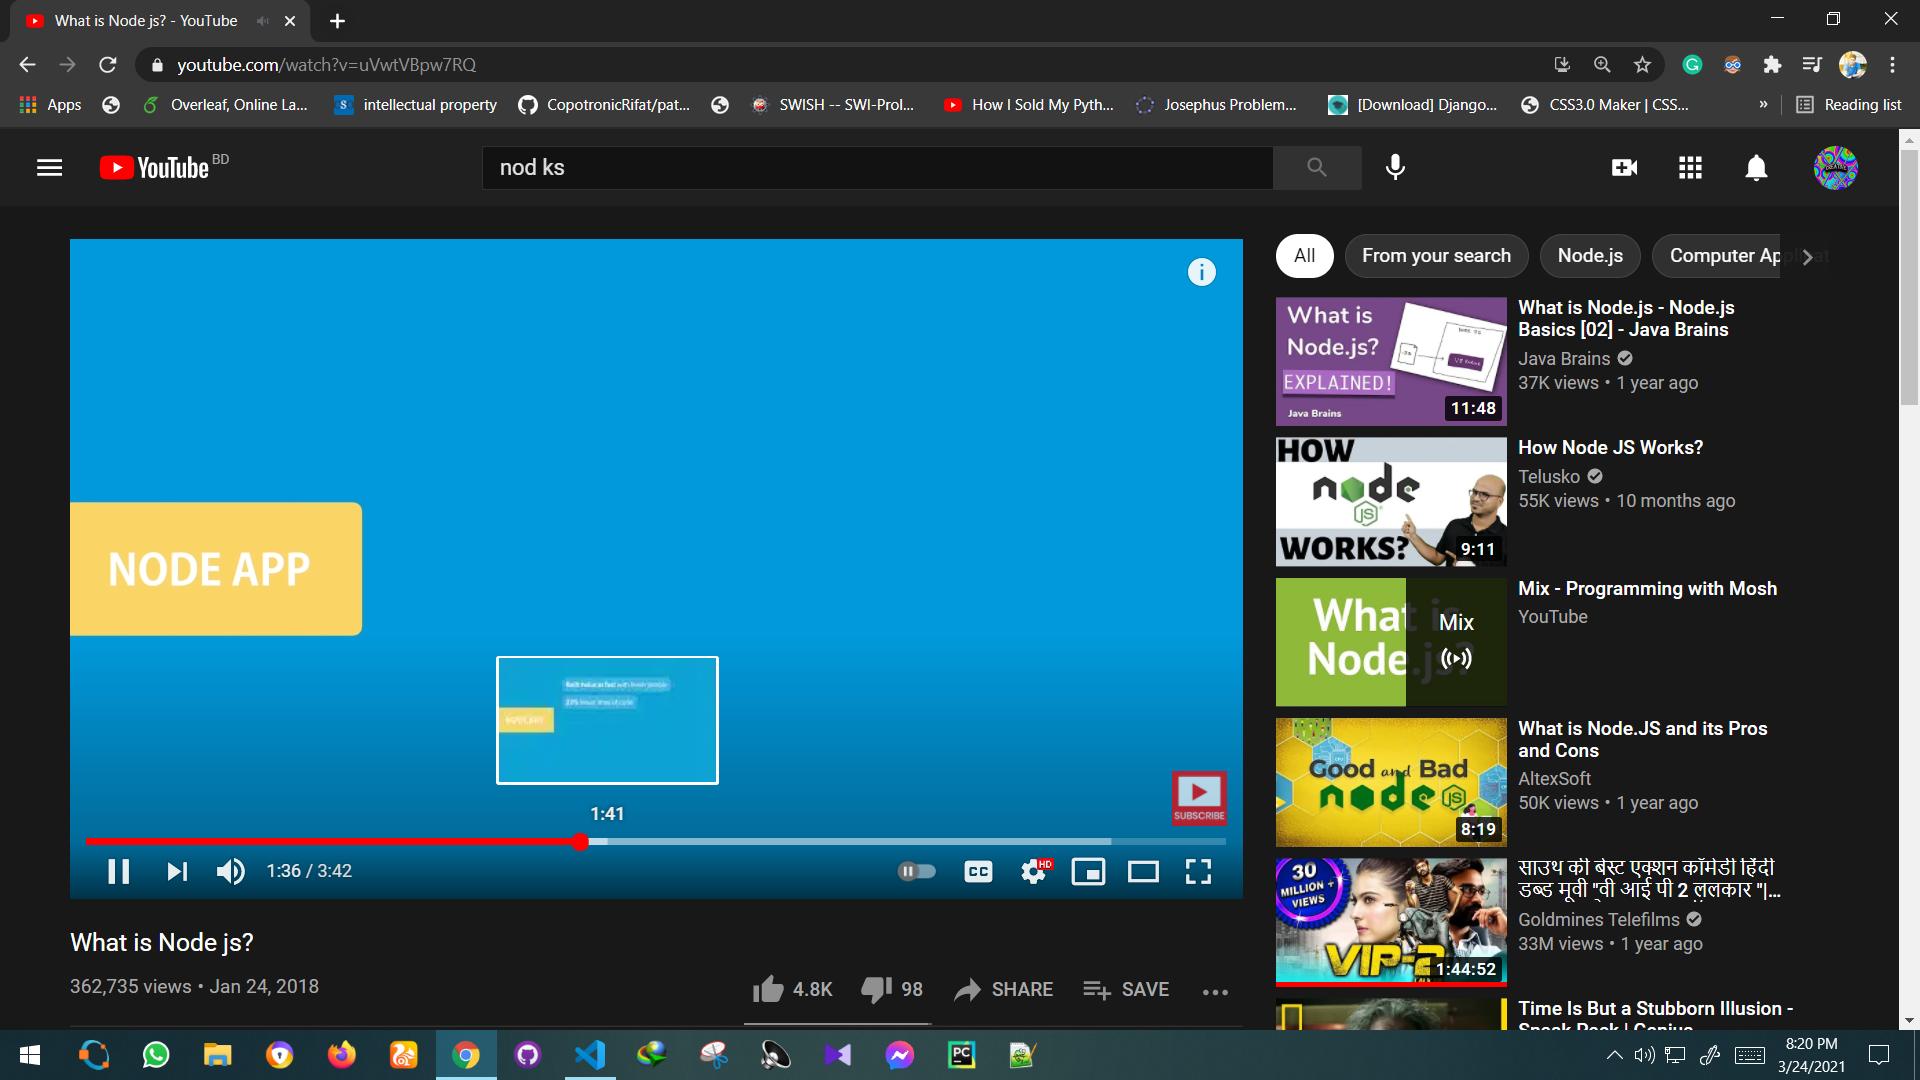 What is Node js? - YouTube
youtube.com/watch?v=uVwtVBpw7RQ
Apps
Overleaf, Online La...
intellectual property
CopotronicRifat/pat...
SWISH -- SWI-Prol...
How I Sold My Pyth...
Josephus Problem...
[Download] Django...
CSS3.0 Maker | CSS...
»
Reading list
YouTube BD
nod ks
All
From your search
Node.js
Computer Ap
NODE APP
SUBSCRIBE
1:41
1:36 / 3:42
CC
HD
What is Node js?
362,735 views • Jan 24, 2018
4.8K
98
SHARE
SAVE
What is
Node.js?
EXPLAINED!
Java Brains
11:48
What is Node.js - Node.js
Basics [02] - Java Brains
Java Brains
37K views • 1 year ago
HOW
node
JS
WORKS?
9:11
How Node JS Works?
Telusko
55K views • 10 months ago
What is
Node.js?
Mix
Mix - Programming with Mosh
YouTube
Good and Bad
node JS
8:19
What is Node.JS and its Pros
and Cons
AltexSoft
50K views • 1 year ago
30
MILLION +
VIEWS
VIP-2
1:44:52
साउथ की बेस्ट एक्शन कॉमेडी हिंदी
डब्ड मूवी "वी आई पी 2 ललकार "|...
Goldmines Telefilms
33M views • 1 year ago
Time Is But a Stubborn Illusion -
Sneak Peek | Genius
PC
8:20 PM
3/24/2021